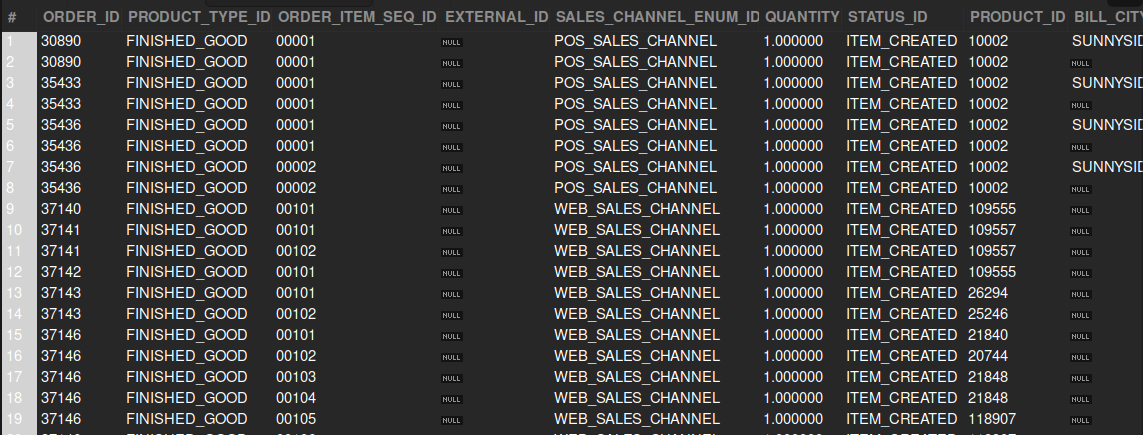 # ORDER_ID PRODUCT_TYPE_ID ORDER_ITEM_SEQ_ID EXTERNAL_ID SALES_CHANNEL_ENUM_ID QUANTITY STATUS_ID PRODUCT_ID BILL_CITY
1 30890 FINISHED_GOOD 00001 NULL POS_SALES_CHANNEL 1.000000 ITEM_CREATED 10002 SUNNYSID
2 30890 FINISHED_GOOD 00001 NULL POS_SALES_CHANNEL 1.000000 ITEM_CREATED 10002 NULL
3 35433 FINISHED_GOOD 00001 NULL POS_SALES_CHANNEL 1.000000 ITEM_CREATED 10002 SUNNYSID
4 35433 FINISHED_GOOD 00001 NULL POS_SALES_CHANNEL 1.000000 ITEM_CREATED 10002 NULL
5 35436 FINISHED_GOOD 00001 NULL POS_SALES_CHANNEL 1.000000 ITEM_CREATED 10002 SUNNYSID
6 35436 FINISHED_GOOD 00001 NULL POS_SALES_CHANNEL 1.000000 ITEM_CREATED 10002 NULL
7 35436 FINISHED_GOOD 00002 NULL POS_SALES_CHANNEL 1.000000 ITEM_CREATED 10002 SUNNYSID
8 35436 FINISHED_GOOD 00002 NULL POS_SALES_CHANNEL 1.000000 ITEM_CREATED 10002 NULL
9 37140 FINISHED_GOOD 00101 NULL WEB_SALES_CHANNEL 1.000000 ITEM_CREATED 109555 NULL
10 37141 FINISHED_GOOD 00101 NULL WEB_SALES_CHANNEL 1.000000 ITEM_CREATED 109557 NULL
11 37141 FINISHED_GOOD 00102 NULL WEB_SALES_CHANNEL 1.000000 ITEM_CREATED 109557 NULL
12 37142 FINISHED_GOOD 00101 NULL WEB_SALES_CHANNEL 1.000000 ITEM_CREATED 109555 NULL
13 37143 FINISHED_GOOD 00101 NULL WEB_SALES_CHANNEL 1.000000 ITEM_CREATED 26294 NULL
14 37143 FINISHED_GOOD 00102 NULL WEB_SALES_CHANNEL 1.000000 ITEM_CREATED 25246 NULL
15 37146 FINISHED_GOOD 00101 NULL WEB_SALES_CHANNEL 1.000000 ITEM_CREATED 21840 NULL
16 37146 FINISHED_GOOD 00102 NULL WEB_SALES_CHANNEL 1.000000 ITEM_CREATED 20744 NULL
17 37146 FINISHED_GOOD 00103 NULL WEB_SALES_CHANNEL 1.000000 ITEM_CREATED 21848 NULL
18 37146 FINISHED_GOOD 00104 NULL WEB_SALES_CHANNEL 1.000000 ITEM_CREATED 21848 NULL
19 37146 FINISHED_GOOD 00105 NULL WEB_SALES_CHANNEL 1.000000 ITEM_CREATED 118907 NULL